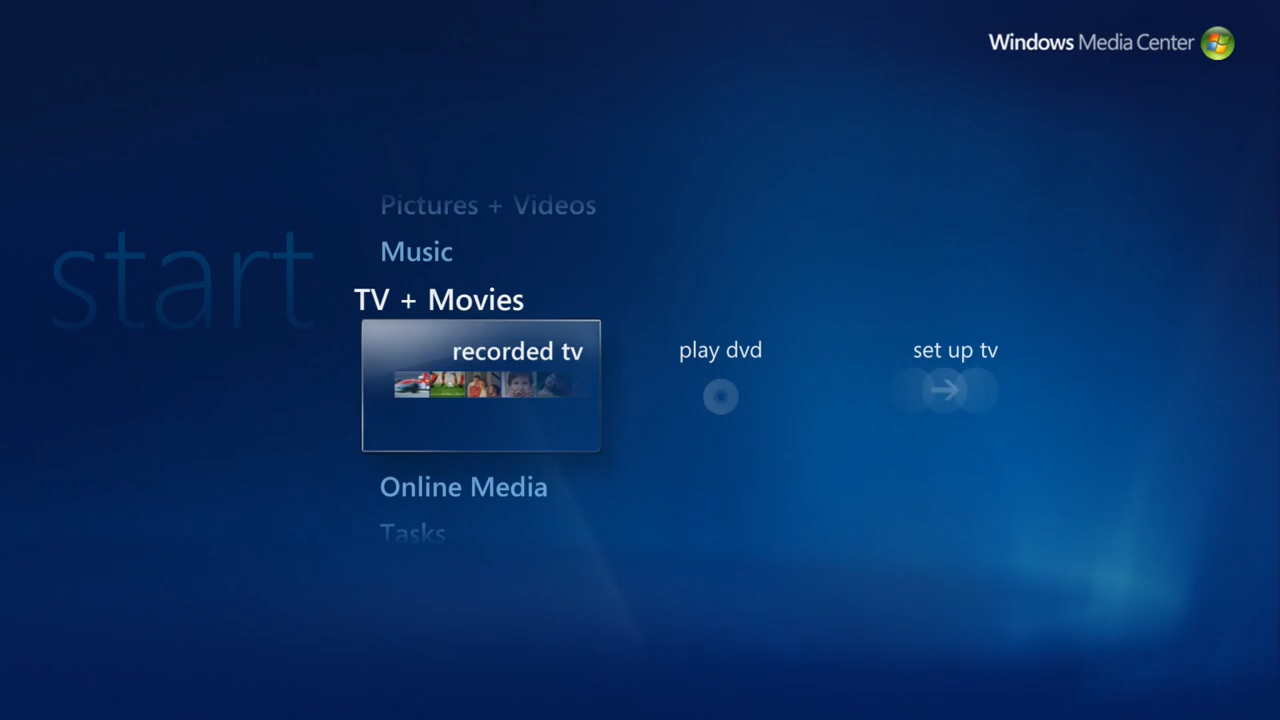 Windows Media Center
start
Pictures + Videos
Music
TV + Movies
recorded tv
play dvd
set up tv
Online Media
Tasks